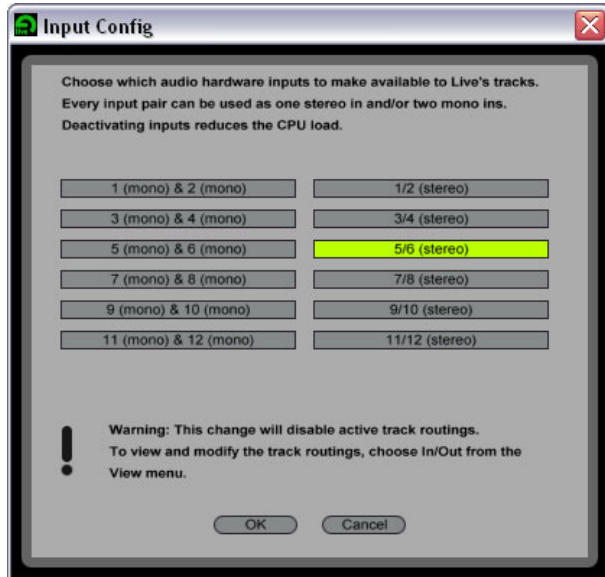 Input Config
Choose which audio hardware inputs to make available to Live's tracks.
Every input pair can be used as one stereo in and/or two mono ins.
Deactivating inputs reduces the CPU load.
1 (mono) & 2 (mono)
1/2 (stereo)
3 (mono) & 4 (mono)
3/4 (stereo)
5 (mono) & 6 (mono)
5/6 (stereo)
7 (mono) & 8 (mono)
7/8 (stereo)
9 (mono) & 10 (mono)
9/10 (stereo)
11 (mono) & 12 (mono)
11/12 (stereo)
Warning: This change will disable active track routings.
To view and modify the track routings, choose In/Out from the
View menu.
OK
Cancel